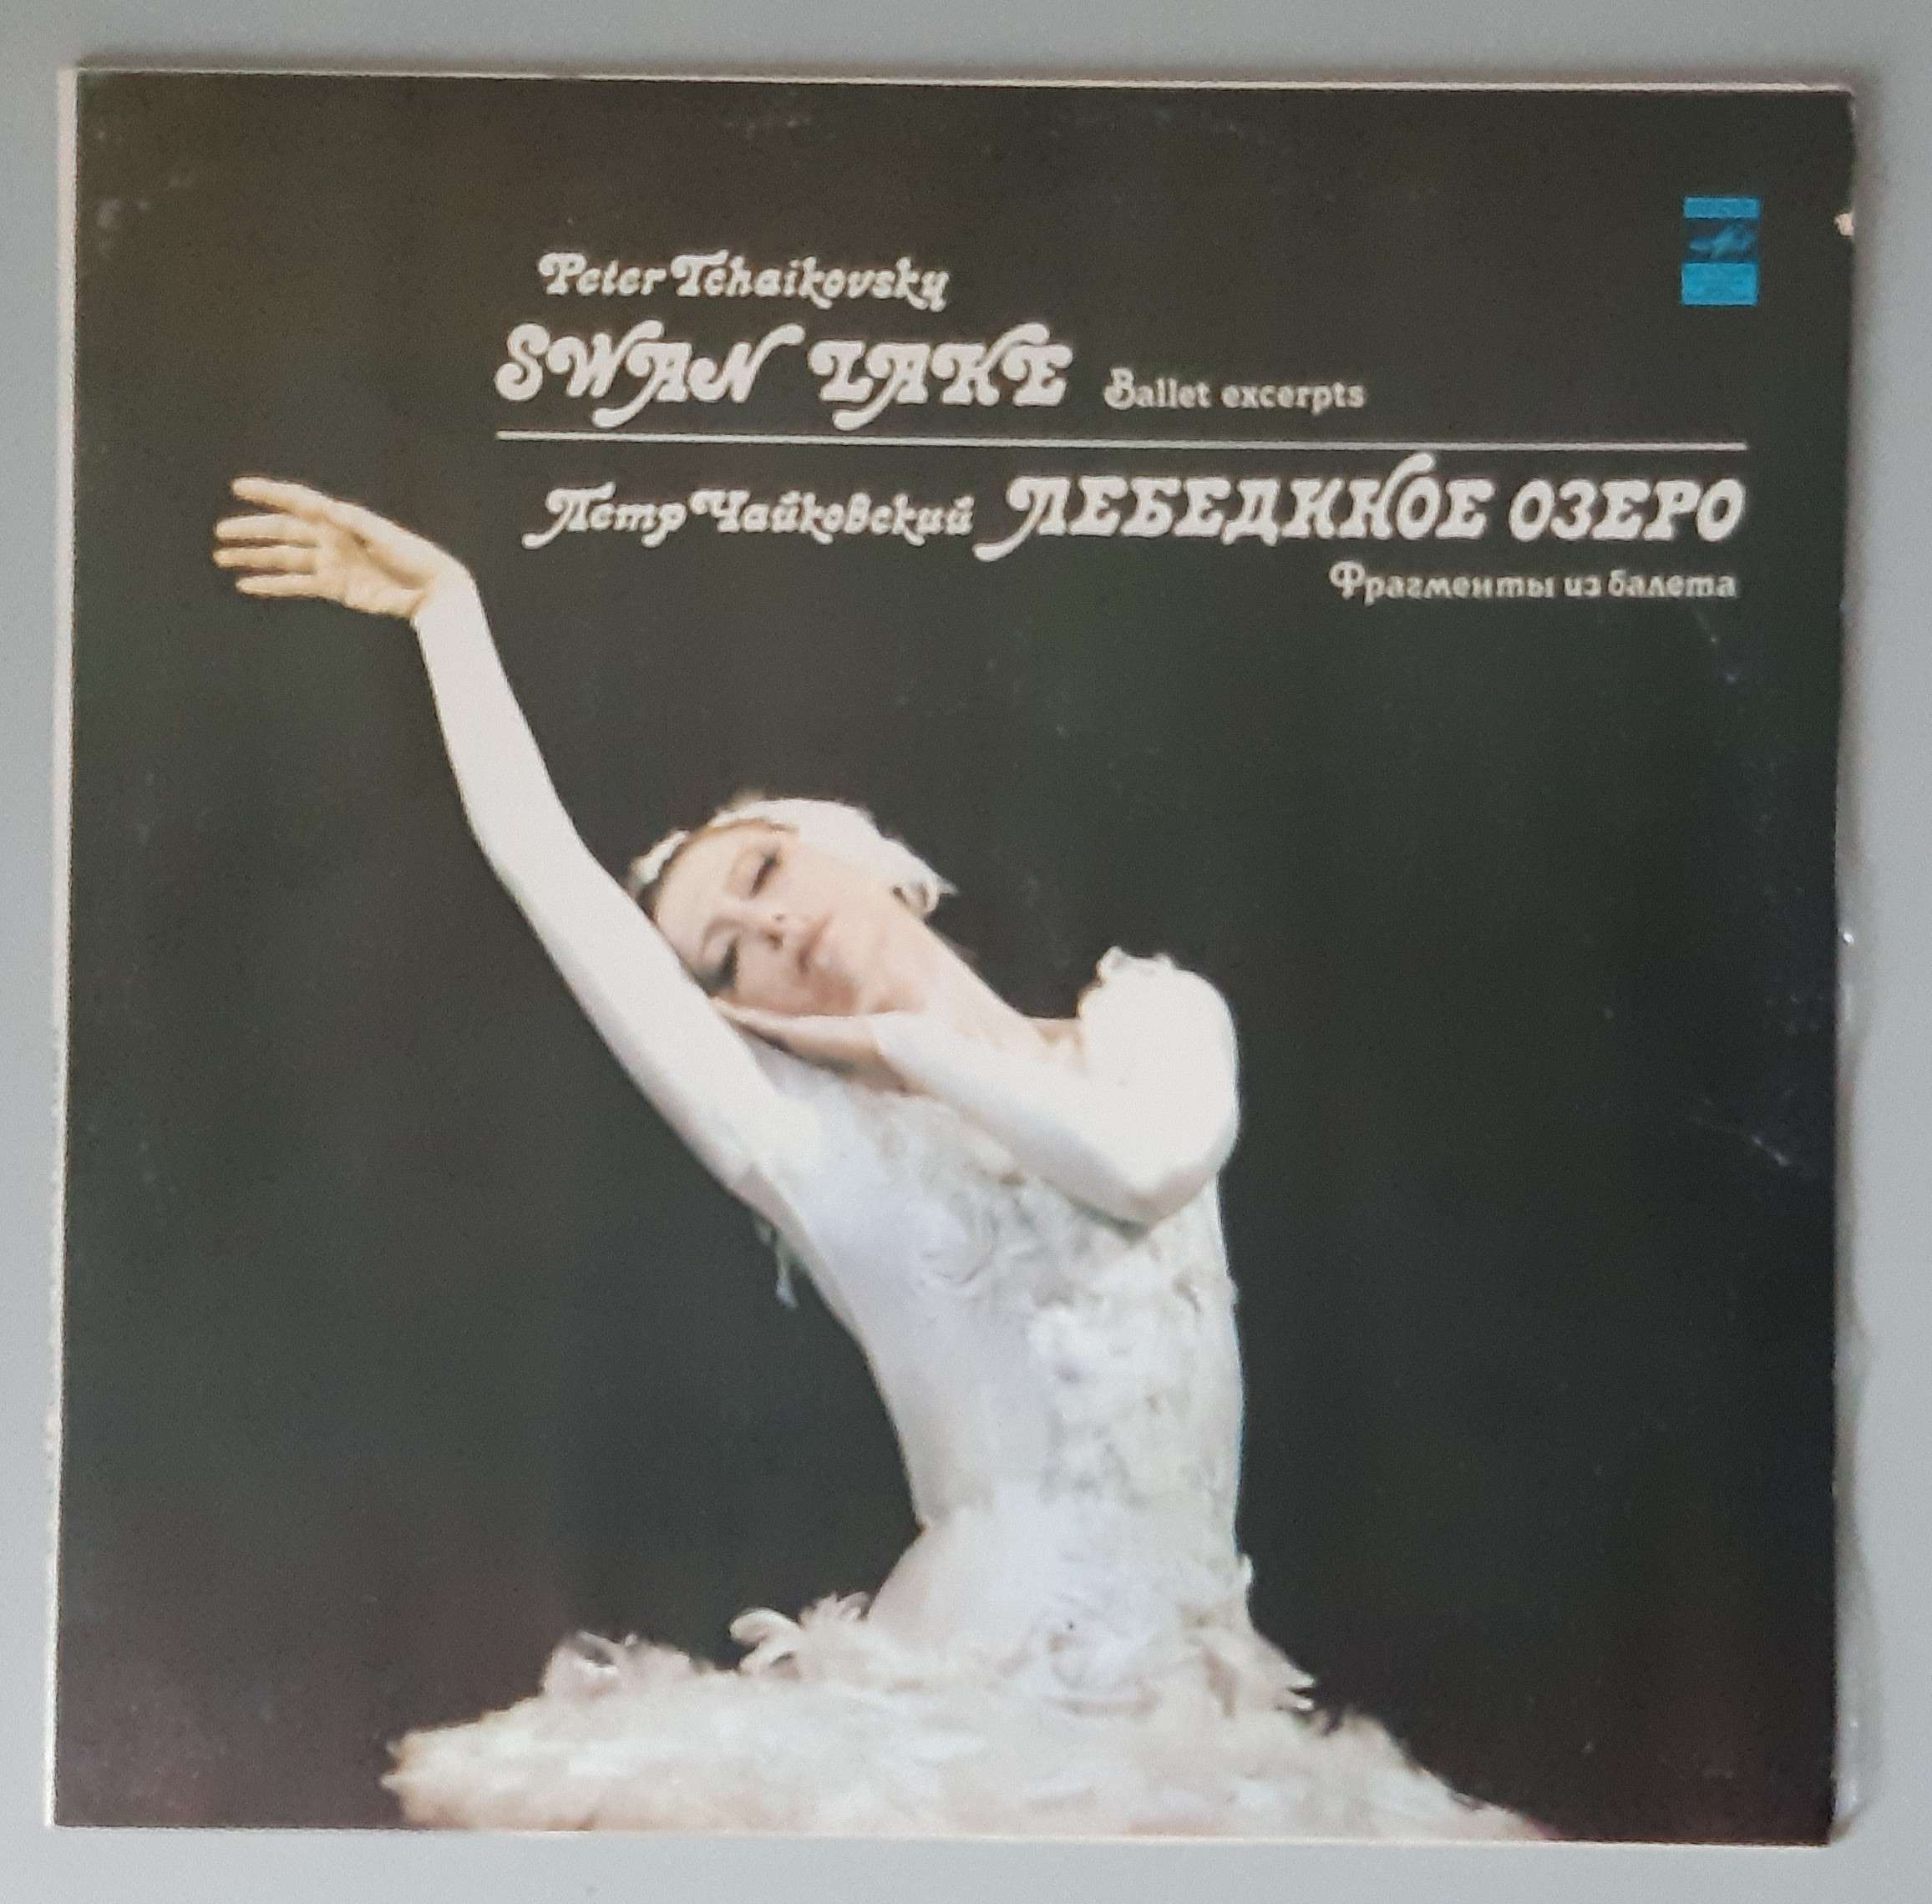 Peter Tchaikovsky
SWAN LAKE Ballet excerpts
Петр Чайковский ЛЕБЕДИНОЕ ОЗЕРО
Фрагменты из балета